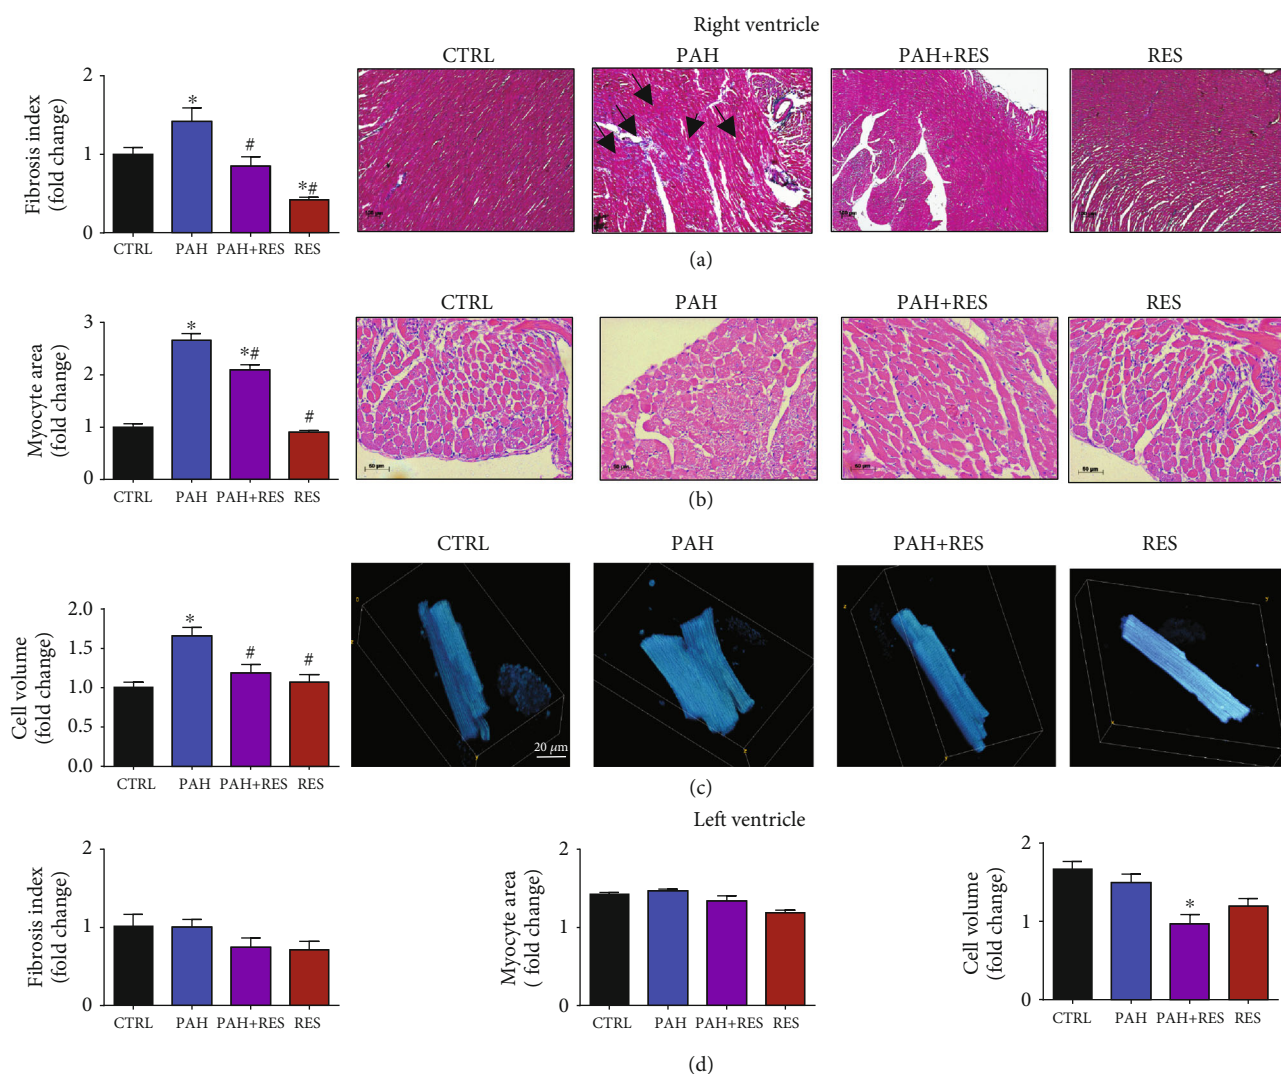 Right ventricle
CTRL PAH PAH+RES RES
Fibrosis index
(fold change)
2
1
0
*
#
*#
CTRL PAH PAH+RES RES
(a)
CTRL PAH PAH+RES RES
Myocyte area
(fold change)
3
2
1
0
*
*#
#
CTRL PAH PAH+RES RES
50 μm
(b)
CTRL PAH PAH+RES RES
Cell volume
(fold change)
2.0
1.5
1.0
0.5
0.0
*
#
#
CTRL PAH PAH+RES RES
20 μm
(c)
Left ventricle
Fibrosis index
(fold change)
2
1
0
CTRL PAH PAH+RES RES
Myocyte area
( fold change)
2
1
0
CTRL PAH PAH+RES RES
Cell volume
(fold change)
2
1
0
*
CTRL PAH PAH+RES RES
(d)